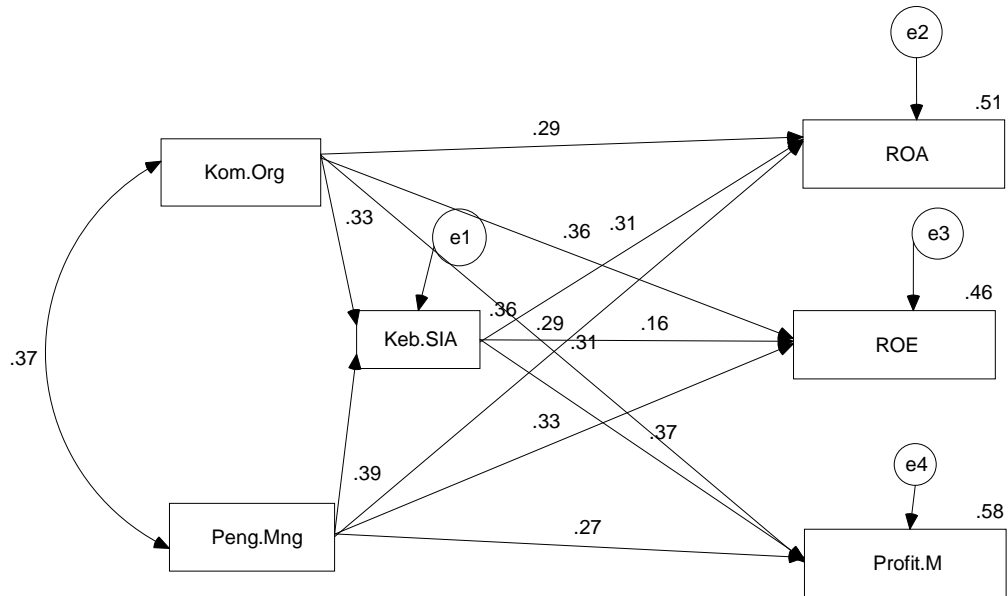 e2
.51
.29
ROA
Kom.Org
.33
e1
.36
.31
e3
.46
.36
.29
.31
.16
Keb.SIA
ROE
.37
.33
.37
.39
e4
.58
Peng.Mng
.27
Profit.M